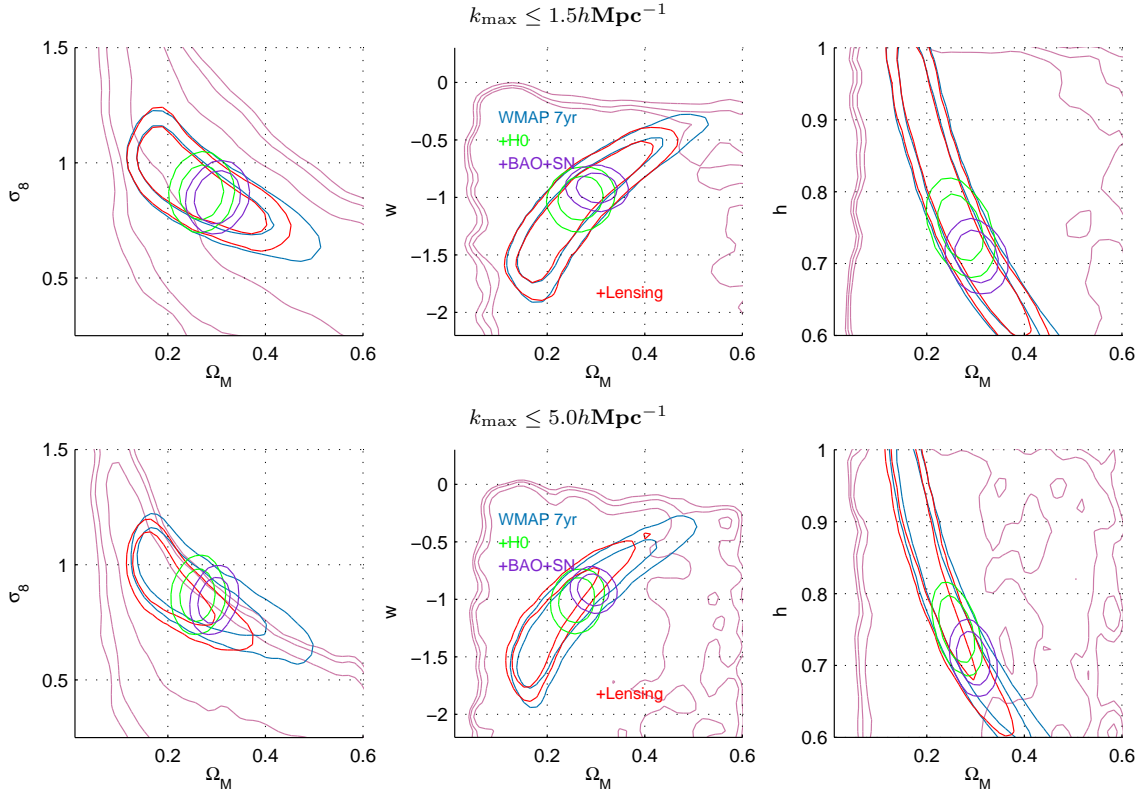 k_max ≤ 1.5hMpc⁻¹
1.5
1
0.5
σ₈
0.2 0.4 0.6
Ω_M
0
−0.5
−1
−1.5
−2
w
WMAP 7yr
+H0
+BAO+SN
+Lensing
0.2 0.4 0.6
Ω_M
1
0.9
0.8
0.7
0.6
h
0.2 0.4 0.6
Ω_M
k_max ≤ 5.0hMpc⁻¹
1.5
1
0.5
σ₈
0.2 0.4 0.6
Ω_M
0
−0.5
−1
−1.5
−2
w
WMAP 7yr
+H0
+BAO+SN
+Lensing
0.2 0.4 0.6
Ω_M
1
0.9
0.8
0.7
0.6
h
0.2 0.4 0.6
Ω_M